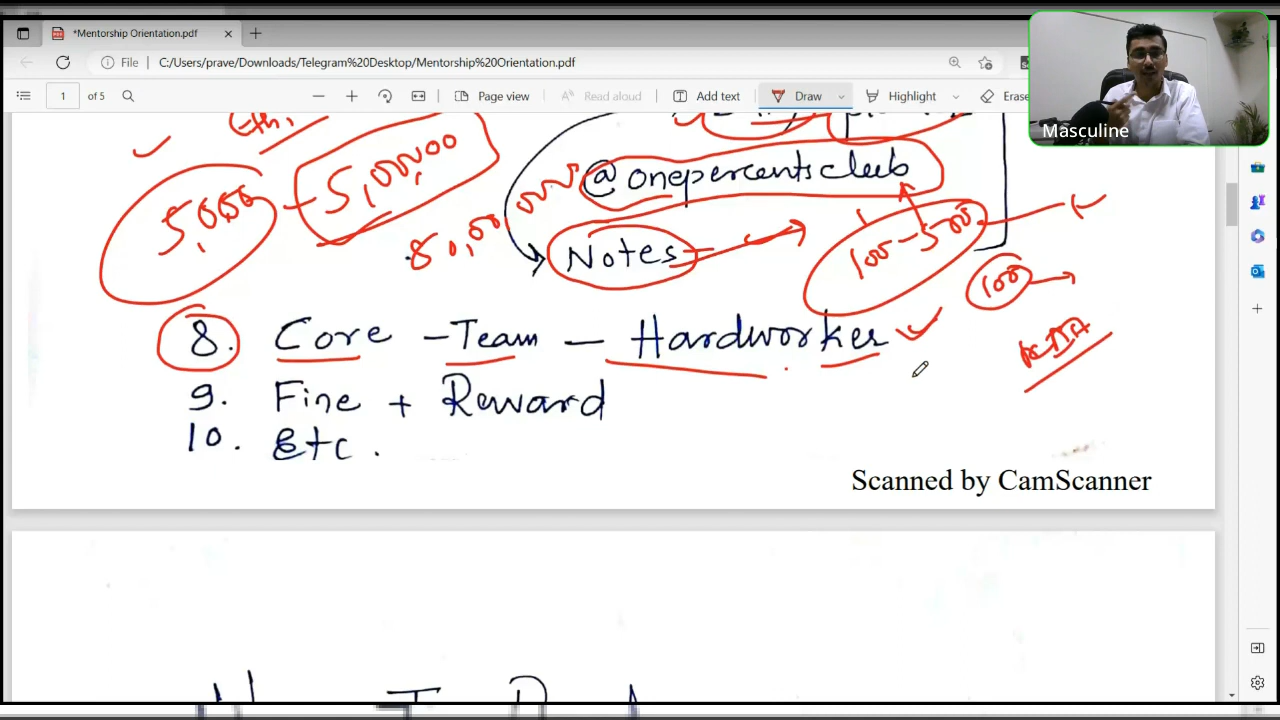 *Mentorship Orientation.pdf
File C:/Users/prave/Downloads/Telegram%20Desktop/Mentorship%20Orientation.pdf
1 of 5 Page view Read aloud Add text Draw Highlight Erase
Masculine
@onepercentsclub
5,000 - 5,00,000
Notes
100-500
100
8. Core - Team - Hardworker
9. Fine + Reward
10. Etc.
Scanned by CamScanner